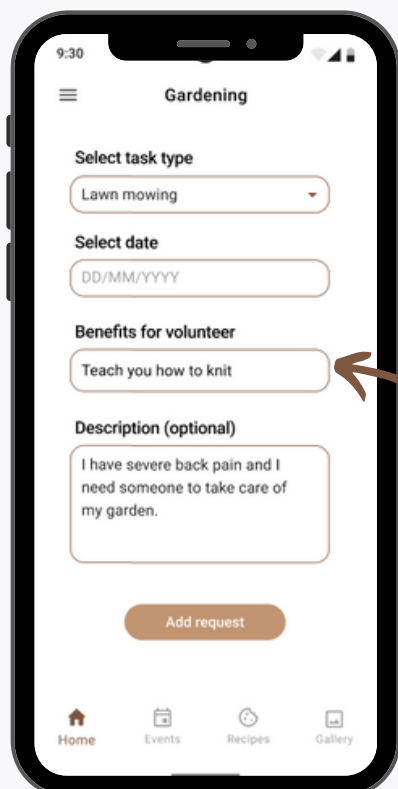 9:30
Gardening
Select task type
Lawn mowing
Select date
DD/MM/YYYY
Benefits for volunteer
Teach you how to knit
Description (optional)
I have severe back pain and I
need someone to take care of
my garden.
Add request
Home Events Recipes Gallery